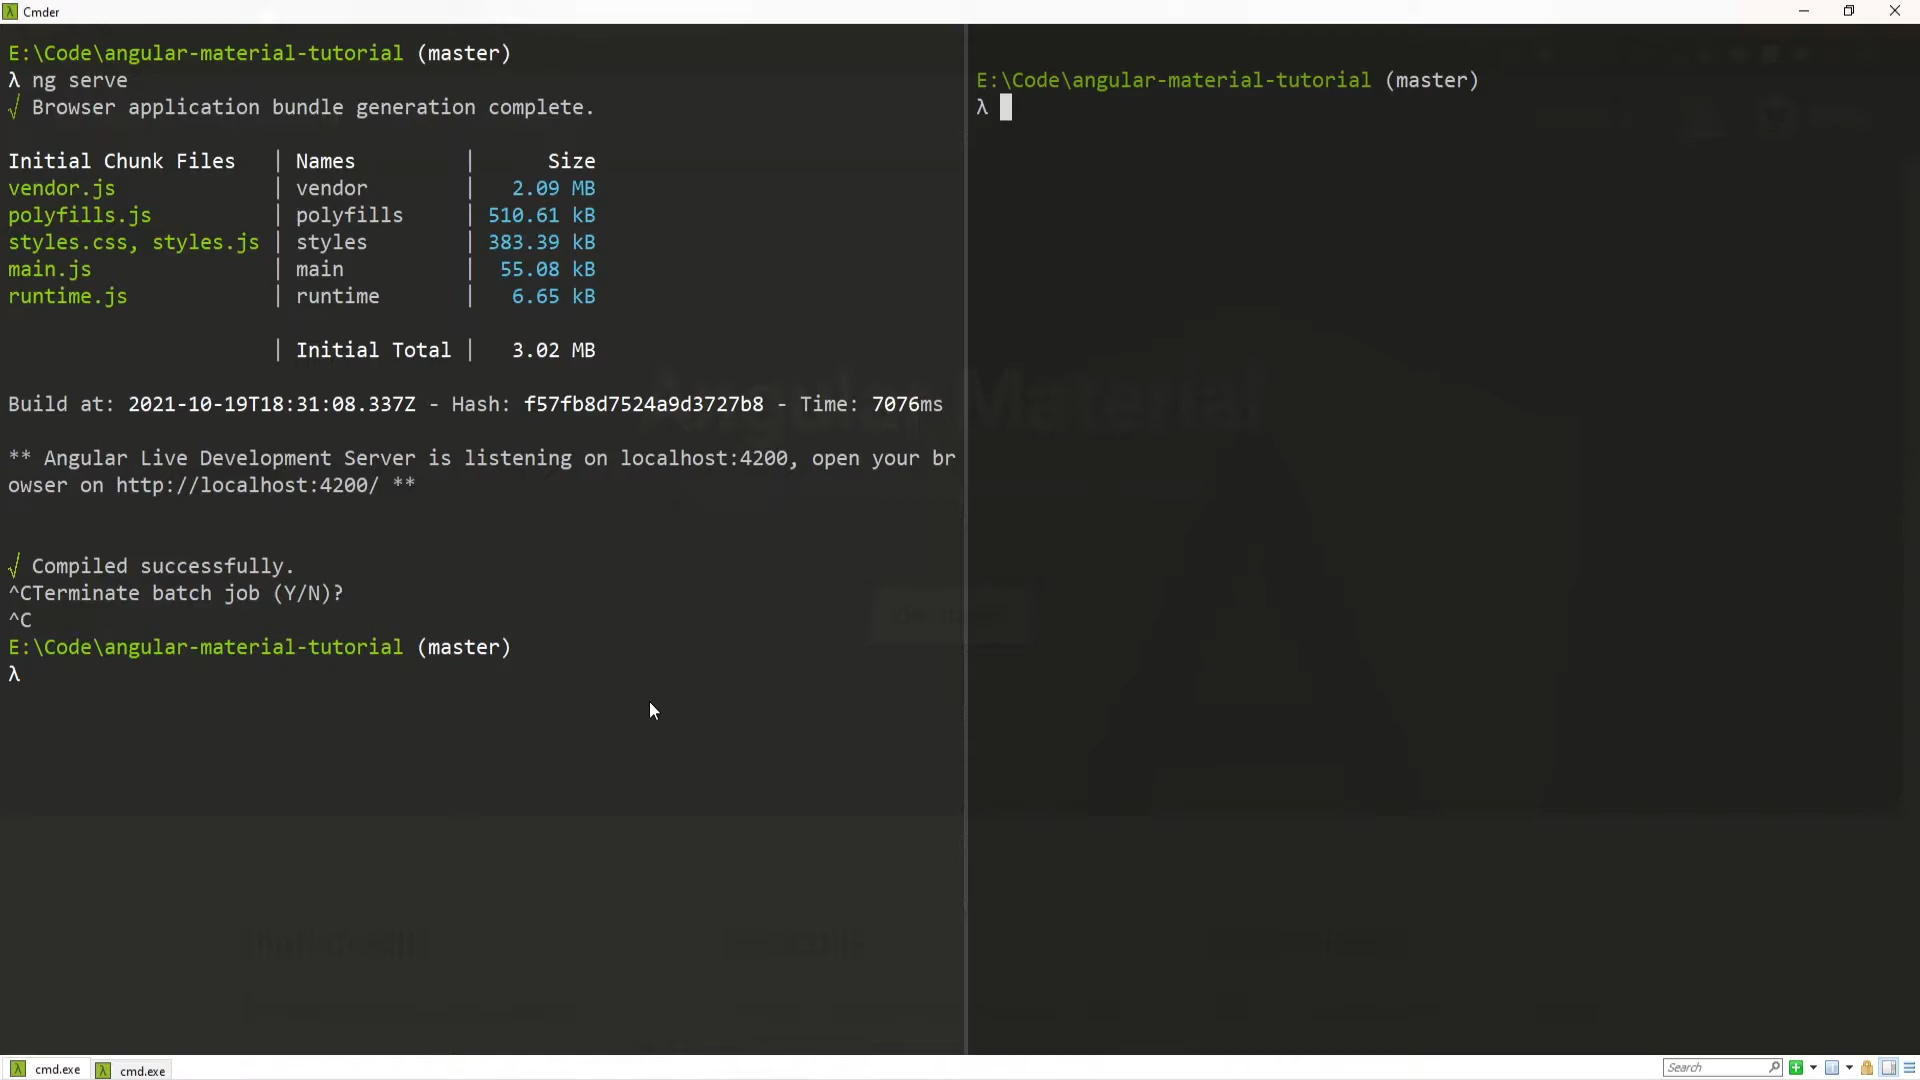 Cmder
E:\Code\angular-material-tutorial (master)
λ ng serve
√ Browser application bundle generation complete.
Initial Chunk Files | Names | Size
vendor.js | vendor | 2.09 MB
polyfills.js | polyfills | 510.61 kB
styles.css, styles.js | styles | 383.39 kB
main.js | main | 55.08 kB
runtime.js | runtime | 6.65 kB
| Initial Total | 3.02 MB
Build at: 2021-10-19T18:31:08.337Z - Hash: f57fb8d7524a9d3727b8 - Time: 7076ms
** Angular Live Development Server is listening on localhost:4200, open your br
owser on http://localhost:4200/ **
√ Compiled successfully.
^CTerminate batch job (Y/N)?
^C
E:\Code\angular-material-tutorial (master)
λ
E:\Code\angular-material-tutorial (master)
λ
Angular Material
cmd.exe
cmd.exe
Search